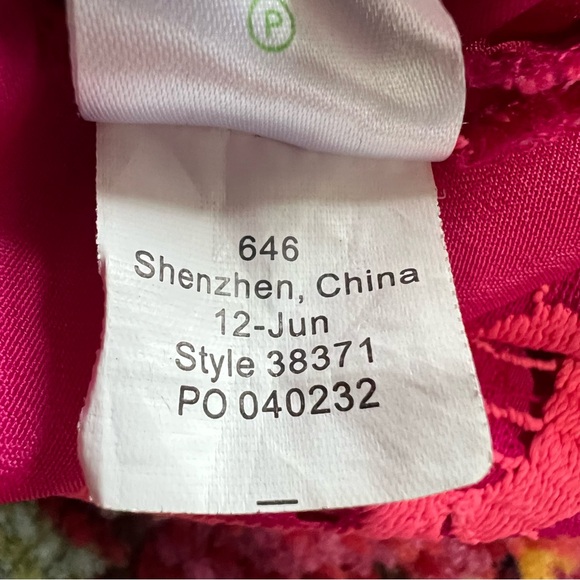 P
646
Shenzhen, China
12-Jun
Style 38371
PO 040232